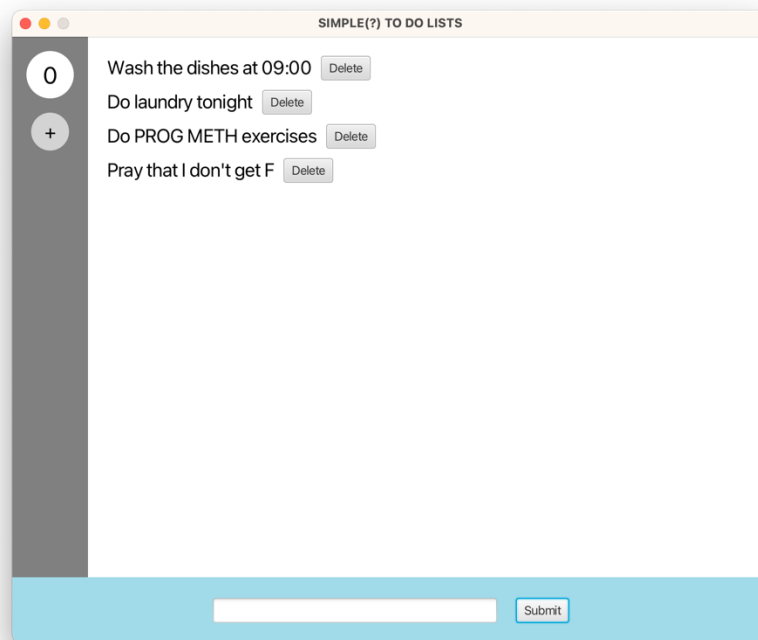 SIMPLE(?) TO DO LISTS
0
+
Wash the dishes at 09:00 Delete
Do laundry tonight Delete
Do PROG METH exercises Delete
Pray that I don't get F Delete
Submit